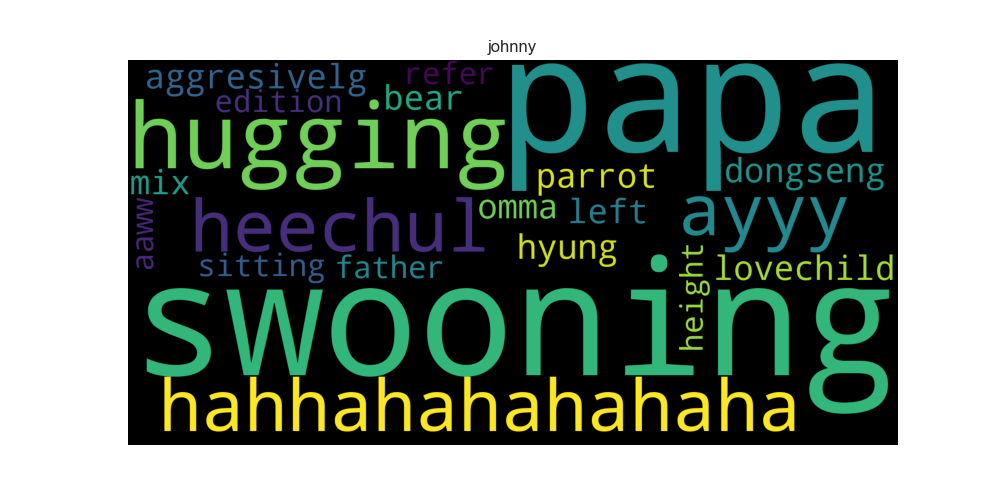 johnny
aggresivelg refer papa
edition bear
hugging
mix parrot dongseng
aaww heechul omma left ayyy
hyung
sitting father height lovechild
swooning
hahhahahahahaha